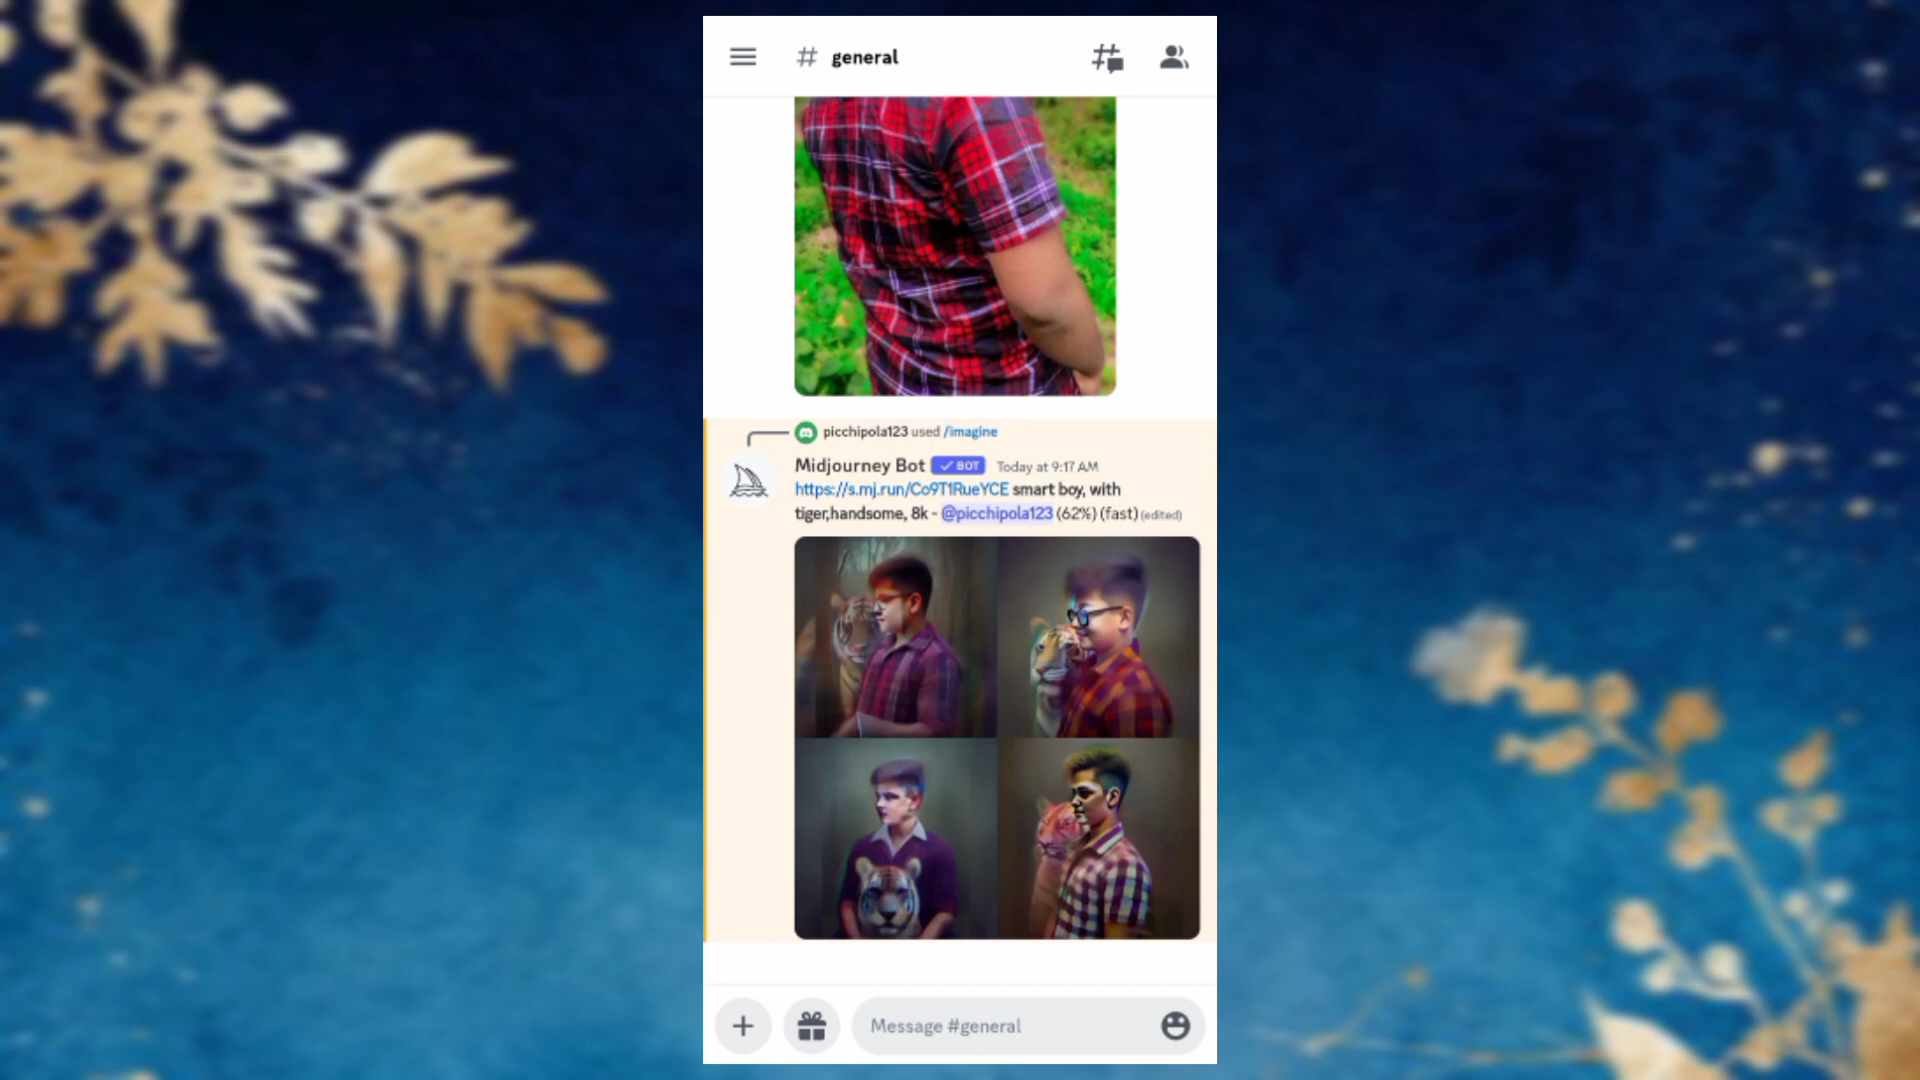 # general
picchipola123 used /imagine
Midjourney Bot BOT Today at 9:17 AM
https://s.mj.run/Co9T1RueYCE smart boy, with
tiger,handsome, 8k - @picchipola123 (62%) (fast) (edited)
Message #general